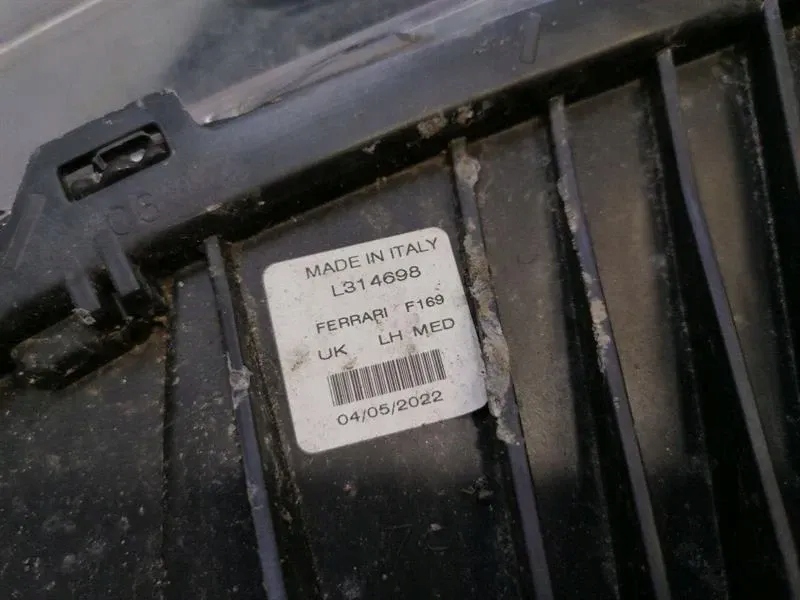 MADE IN ITALY
L314698
FERRARI F169
UK LH MED
04/05/2022